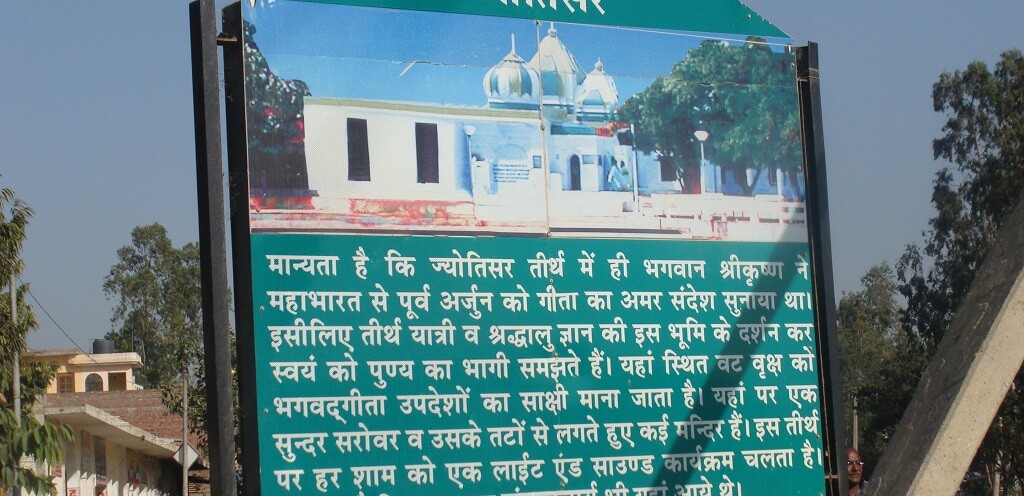 मान्यता है कि ज्योतिसर तीर्थ में ही भगवान श्रीकृष्ण ने
महाभारत से पूर्व अर्जुन को गीता का अमर संदेश सुनाया था।
इसीलिए तीर्थ यात्री व श्रद्धालु ज्ञान की इस भूमि के दर्शन कर
स्वयं को पुण्य का भागी समझते हैं। यहां स्थित वट वृक्ष को
भगवद्‌गीता उपदेशों का साक्षी माना जाता है। यहां पर एक
सुन्दर सरोवर व उसके तटों से लगते हुए कई मन्दिर हैं। इस तीर्थ
पर हर शाम को एक लाईट एंड साउण्ड कार्यक्रम चलता है।
भी यहां आये थे।